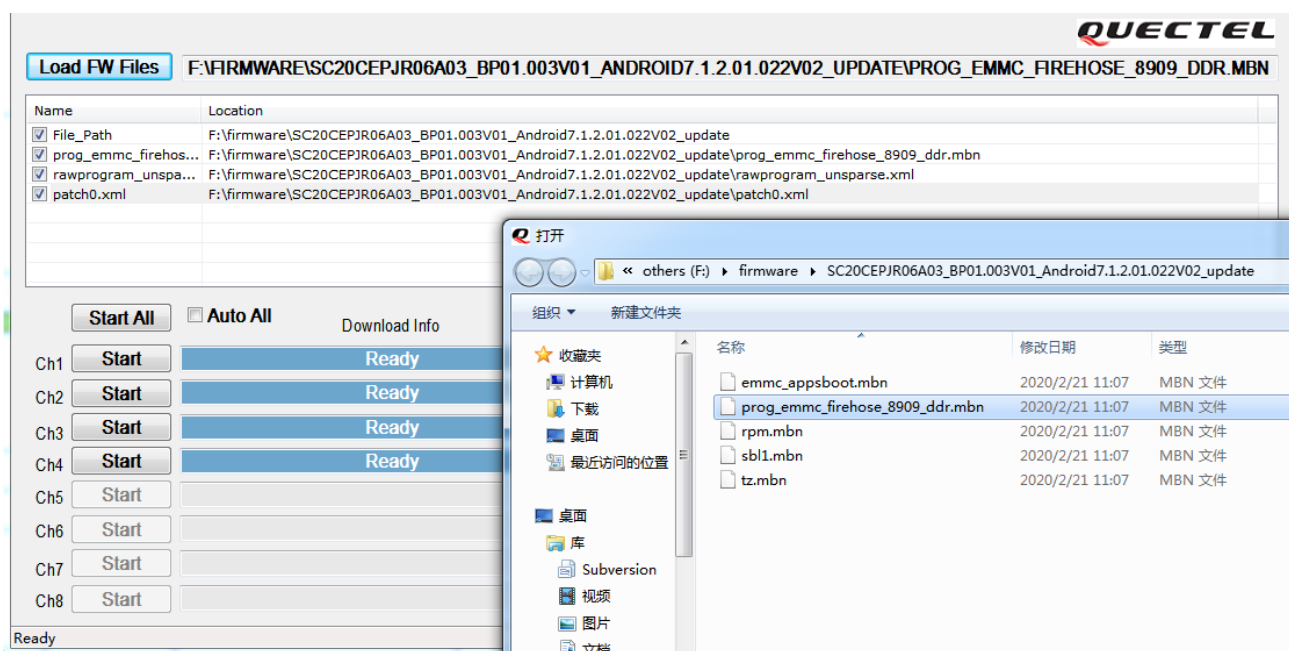 QUECTEL
Load FW Files F:\FIRMWARE\SC20CEPJR06A03_BP01.003V01_ANDROID7.1.2.01.022V02_UPDATE\PROG_EMMC_FIREHOSE_8909_DDR.MBN
Name Location
File_Path F:\firmware\SC20CEPJR06A03_BP01.003V01_Android7.1.2.01.022V02_update
prog_emmc_firehos... F:\firmware\SC20CEPJR06A03_BP01.003V01_Android7.1.2.01.022V02_update\prog_emmc_firehose_8909_ddr.mbn
rawprogram_unspa... F:\firmware\SC20CEPJR06A03_BP01.003V01_Android7.1.2.01.022V02_update\rawprogram_unsparse.xml
patch0.xml F:\firmware\SC20CEPJR06A03_BP01.003V01_Android7.1.2.01.022V02_update\patch0.xml
Start All Auto All Download Info
Ch1 Start Ready
Ch2 Start Ready
Ch3 Start Ready
Ch4 Start Ready
Ch5 Start
Ch6 Start
Ch7 Start
Ch8 Start
Ready
打开
« others (F:) ▸ firmware ▸ SC20CEPJR06A03_BP01.003V01_Android7.1.2.01.022V02_update
组织 新建文件夹
收藏夹
计算机
下载
桌面
最近访问的位置
桌面
库
Subversion
视频
图片
文档
名称 修改日期 类型
emmc_appsboot.mbn 2020/2/21 11:07 MBN 文件
prog_emmc_firehose_8909_ddr.mbn 2020/2/21 11:07 MBN 文件
rpm.mbn 2020/2/21 11:07 MBN 文件
sbl1.mbn 2020/2/21 11:07 MBN 文件
tz.mbn 2020/2/21 11:07 MBN 文件